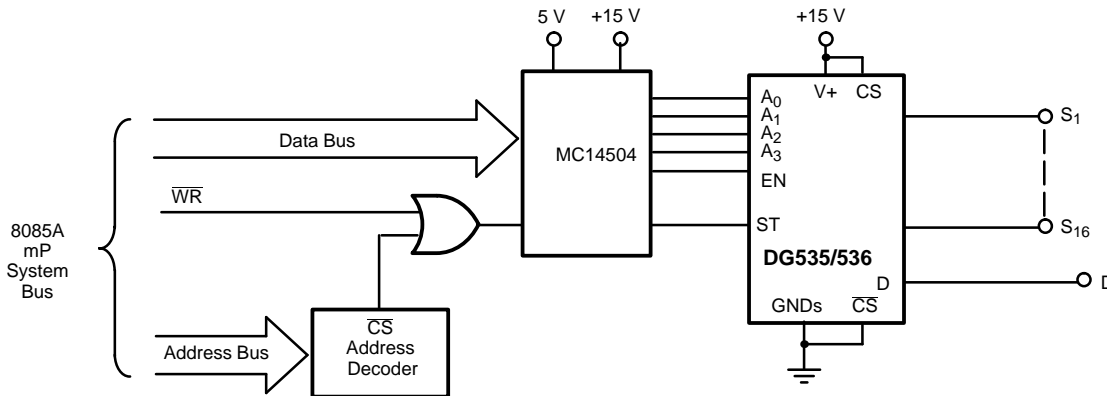 5 V
+15 V
+15 V
V+
CS
A0
A1
A2
A3
EN
ST
S1
S16
Data Bus
MC14504
WR
8085A
mP
System
Bus
DG535/536
D
D
GNDs
CS
CS
Address
Decoder
Address Bus